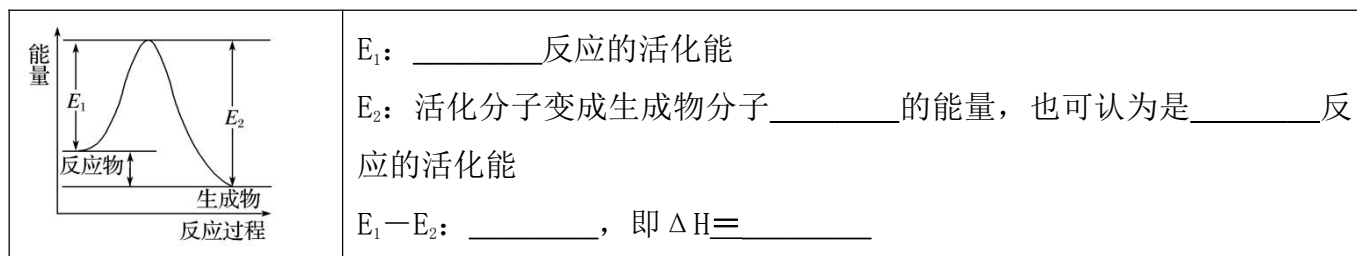 能量
E₁
E₂
反应物
生成物
反应过程
E₁：________反应的活化能
E₂：活化分子变成生成物分子________的能量，也可认为是________反
应的活化能
E₁－E₂：________，即ΔH=________